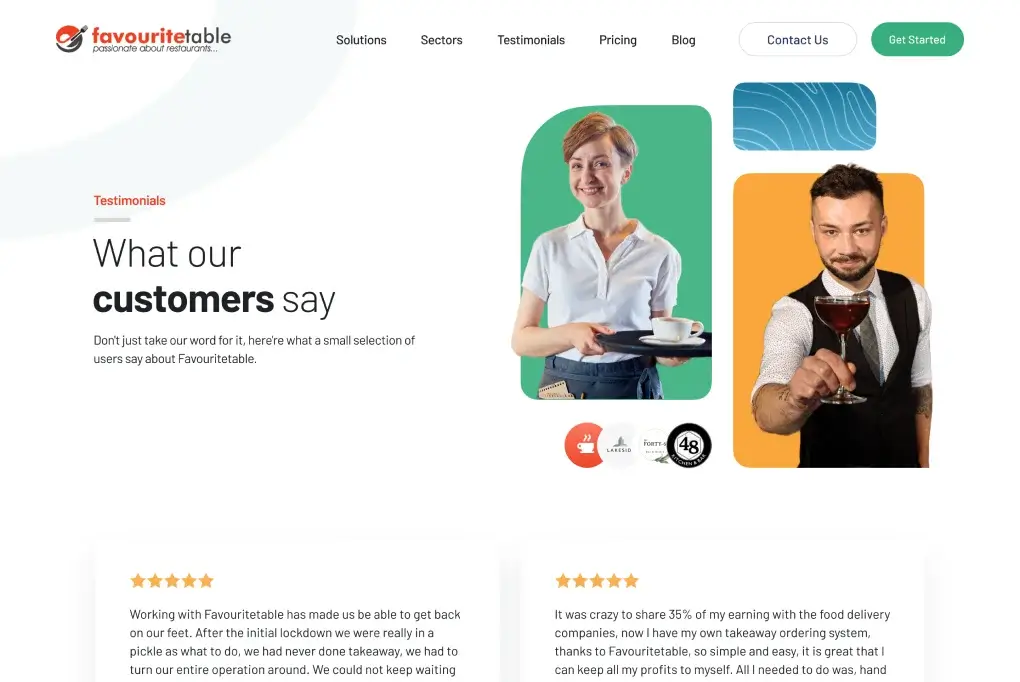 favouritetable
passionate about restaurants...
Solutions
Sectors
Testimonials
Pricing
Blog
Contact Us
Get Started
Testimonials
What our
customers say
Don't just take our word for it, here're what a small selection of
users say about Favouritetable.
LAKESID
FORTY-
48
KITCHEN & BAR
Working with Favouritetable has made us be able to get back
on our feet. After the initial lockdown we were really in a
pickle as what to do, we had never done takeaway, we had to
turn our entire operation around. We could not keep waiting
It was crazy to share 35% of my earning with the food delivery
companies, now I have my own takeaway ordering system,
thanks to Favouritetable, so simple and easy, it is great that I
can keep all my profits to myself. All I needed to do was, hand